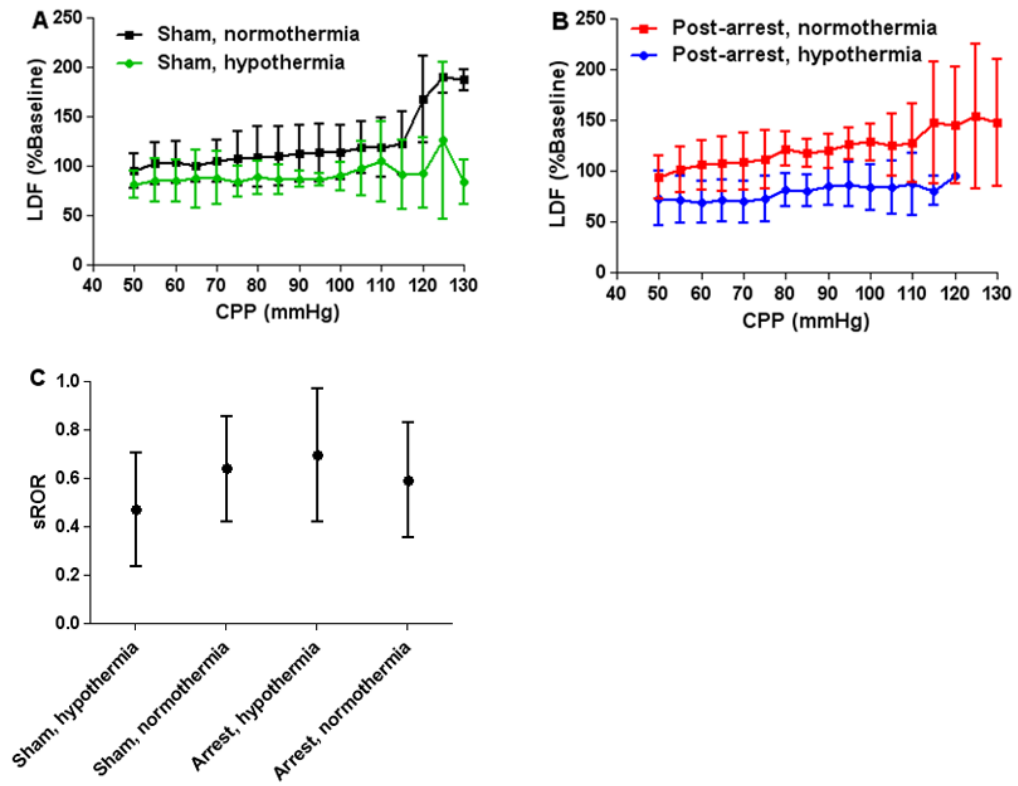 A
250
200
150
100
50
0
LDF (%Baseline)
Sham, normothermia
Sham, hypothermia
40 50 60 70 80 90 100 110 120 130
CPP (mmHg)
B
250
200
150
100
50
0
LDF (%Baseline)
Post-arrest, normothermia
Post-arrest, hypothermia
40 50 60 70 80 90 100 110 120 130
CPP (mmHg)
C
1.0
0.8
0.6
0.4
0.2
0.0
sROR
Sham, hypothermia
Sham, normothermia
Arrest, hypothermia
Arrest, normothermia